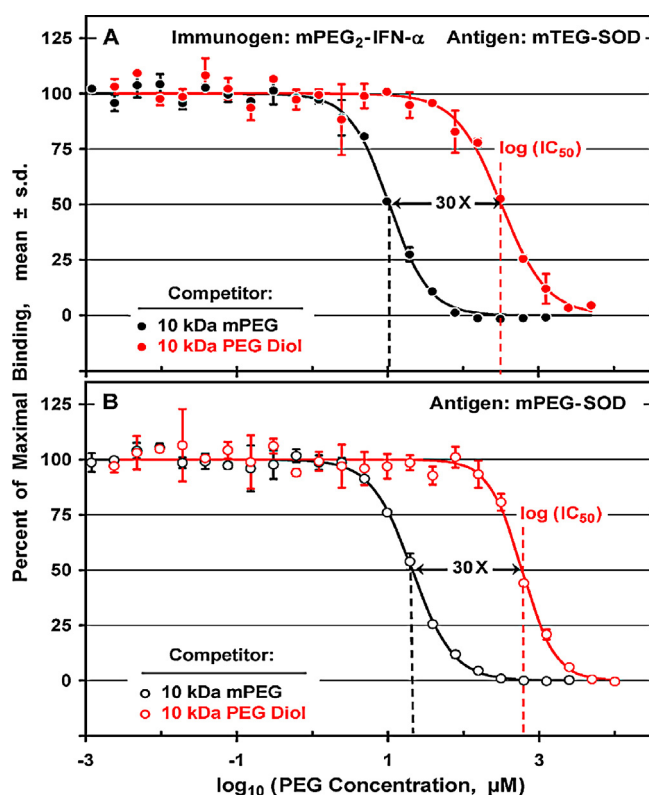 A
Immunogen: mPEG₂-IFN-α Antigen: mTEG-SOD
125
100
75
50
25
0
log (IC₅₀)
30 X
Competitor:
10 kDa mPEG
10 kDa PEG Diol
Percent of Maximal Binding, mean ± s.d.
B
Antigen: mPEG-SOD
125
100
75
50
25
0
log (IC₅₀)
30 X
Competitor:
10 kDa mPEG
10 kDa PEG Diol
-3 -1 1 3
log₁₀ (PEG Concentration, µM)